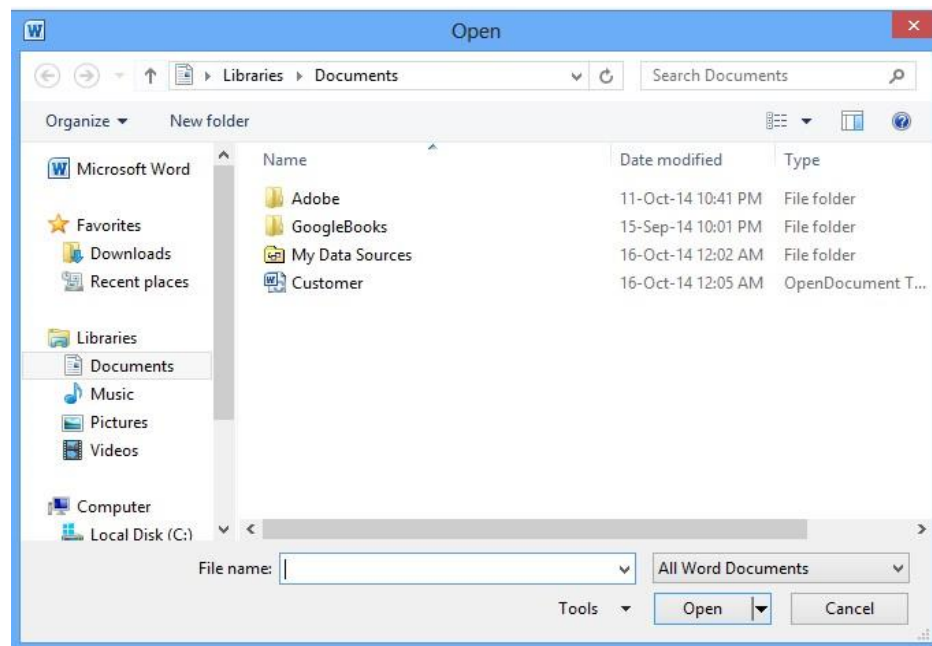 Open
Libraries Documents Search Documents
Organize New folder
Name Date modified Type
Microsoft Word
Adobe 11-Oct-14 10:41 PM File folder
Favorites GoogleBooks 15-Sep-14 10:01 PM File folder
Downloads My Data Sources 16-Oct-14 12:02 AM File folder
Recent places Customer 16-Oct-14 12:05 AM OpenDocument T...
Libraries
Documents
Music
Pictures
Videos
Computer
Local Disk (C:)
File name: All Word Documents
Tools Open Cancel